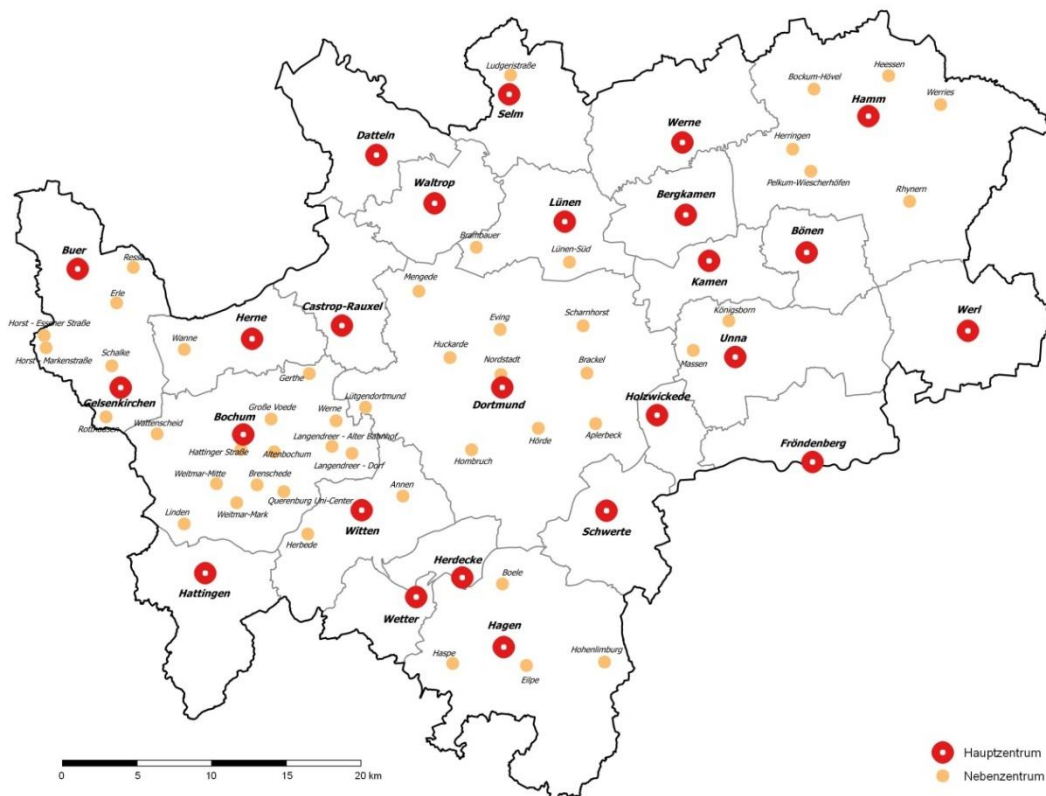 Ludgeristraße
Selm
Heessen
Bockum-Hövel
Werries
Hamm
Werne
Datteln
Herringen
Pelkum-Wiescherhöfen
Rhynern
Waltrop
Lünen
Bergkamen
Bönen
Brambauer
Lünen-Süd
Buer
Resse
Kamen
Mengede
Erle
Königsborn
Werl
Castrop-Rauxel
Herne
Horst - Essener Straße
Eving
Scharnhorst
Unna
Wanne
Huckarde
Schalke
Horst - Markenstraße
Nordstadt
Brackel
Massen
Gerthe
Dortmund
Gelsenkirchen
Holzwickede
Große Voede
Werne
Lütgendortmund
Bochum
Rotthausen
Wattenscheid
Hörde
Aplerbeck
Langendreer - Alter Bahnhof
Fröndenberg
Hattinger Straße
Altenbochum
Langendreer - Dorf
Hombruch
Weitmar-Mitte
Brenschede
Annen
Querenburg Uni-Center
Linden
Weitmar-Mark
Witten
Schwerte
Herbede
Herdecke
Hattingen
Boele
Wetter
Hagen
Haspe
Hohenlimburg
Eilpe
0 5 10 15 20 km
Hauptzentrum
Nebenzentrum